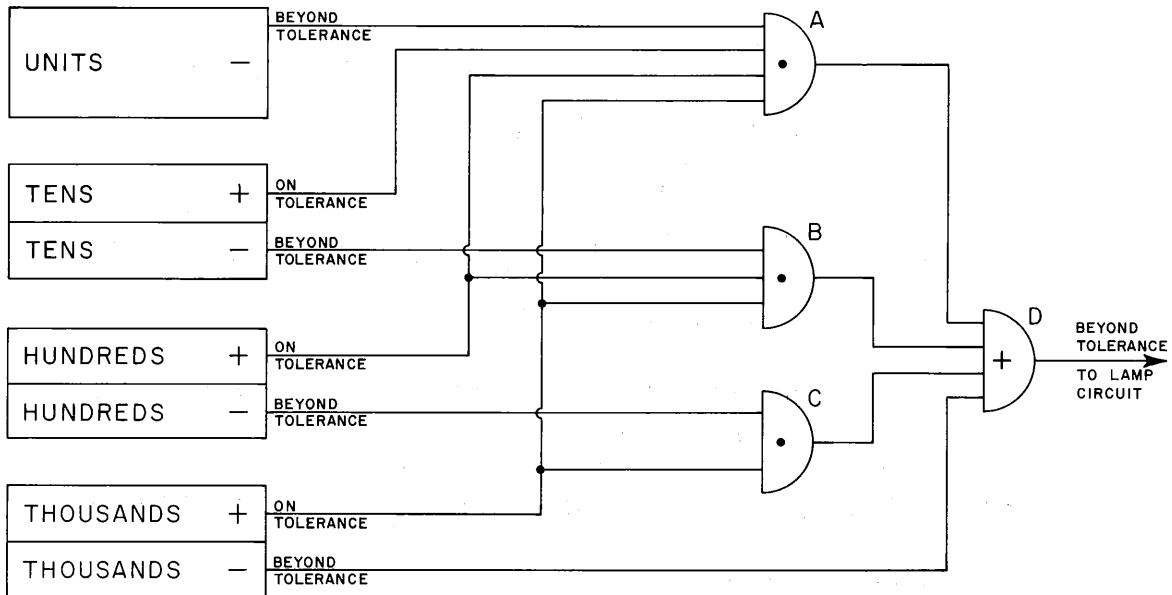 BEYOND
TOLERANCE
A
UNITS −
TENS +
ON
TOLERANCE
TENS −
BEYOND
TOLERANCE
B
HUNDREDS +
ON
TOLERANCE
HUNDREDS −
BEYOND
TOLERANCE
C
D
+
BEYOND
TOLERANCE
TO LAMP
CIRCUIT
THOUSANDS +
ON
TOLERANCE
THOUSANDS −
BEYOND
TOLERANCE